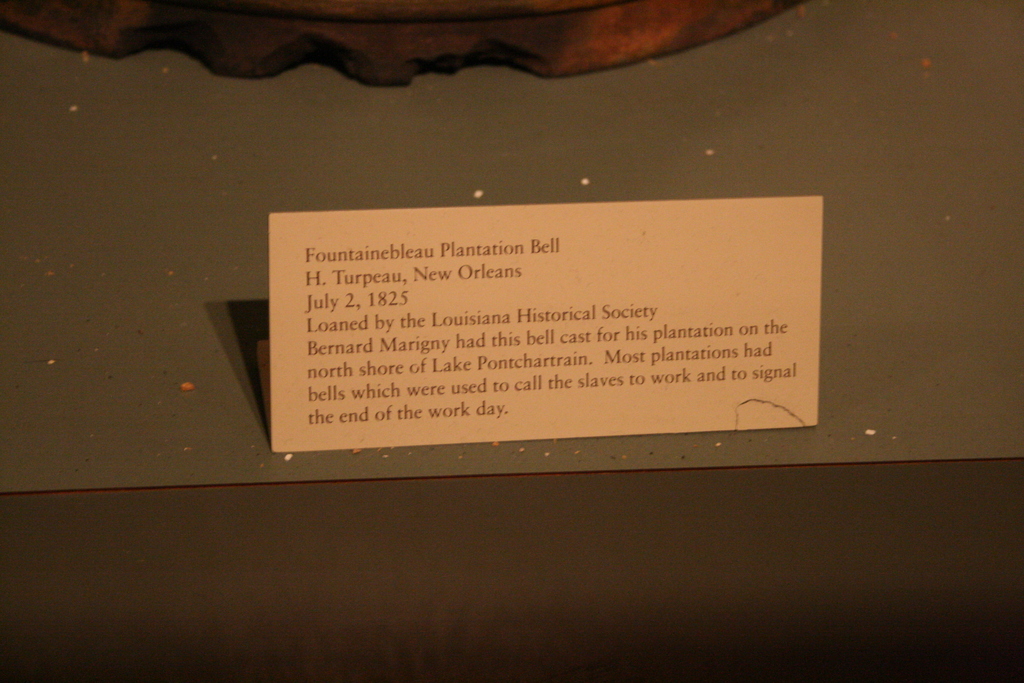 Fountainebleau Plantation Bell
H. Turpeau, New Orleans
July 2, 1825
Loaned by the Louisiana Historical Society
Bernard Marigny had this bell cast for his plantation on the
north shore of Lake Pontchartrain. Most plantations had
bells which were used to call the slaves to work and to signal
the end of the work day.